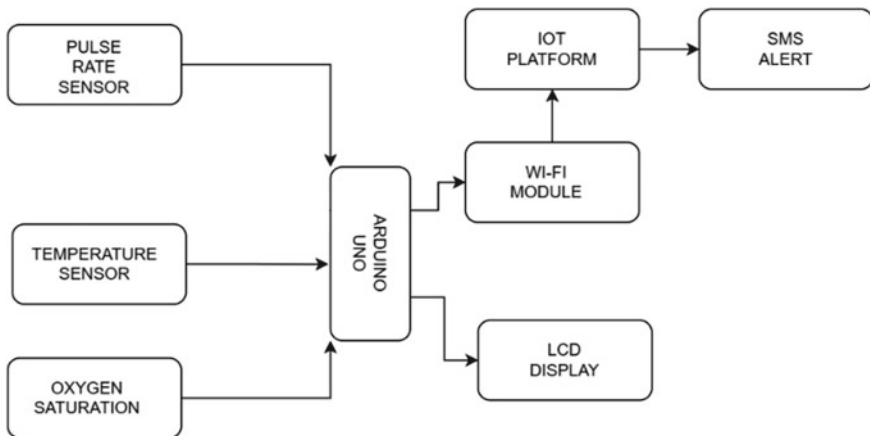 PULSE
RATE
SENSOR
IOT
PLATFORM
SMS
ALERT
WI-FI
MODULE
ARDUINO
UNO
TEMPERATURE
SENSOR
LCD
DISPLAY
OXYGEN
SATURATION